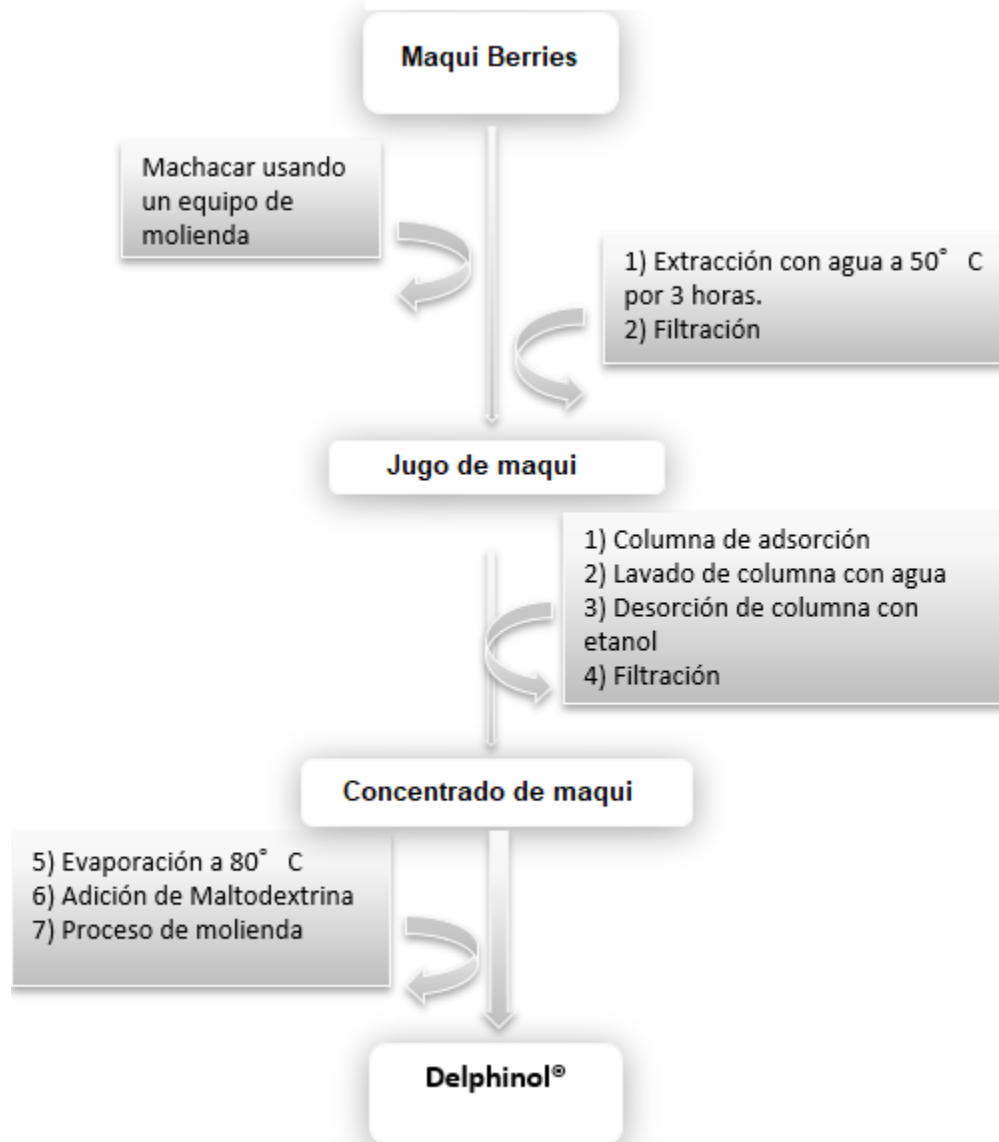 Maqui Berries
Machacar usando
un equipo de
molienda
1) Extracción con agua a 50° C
por 3 horas.
2) Filtración
Jugo de maqui
1) Columna de adsorción
2) Lavado de columna con agua
3) Desorción de columna con
etanol
4) Filtración
Concentrado de maqui
5) Evaporación a 80° C
6) Adición de Maltodextrina
7) Proceso de molienda
Delphinol®